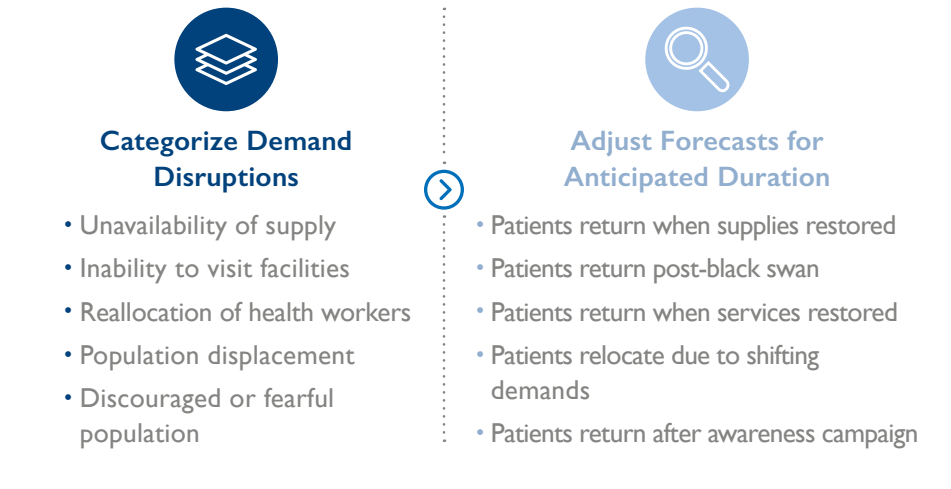 Categorize Demand
Disruptions
• Unavailability of supply
• Inability to visit facilities
• Reallocation of health workers
• Population displacement
• Discouraged or fearful
population
Adjust Forecasts for
Anticipated Duration
• Patients return when supplies restored
• Patients return post-black swan
• Patients return when services restored
• Patients relocate due to shifting
demands
• Patients return after awareness campaign